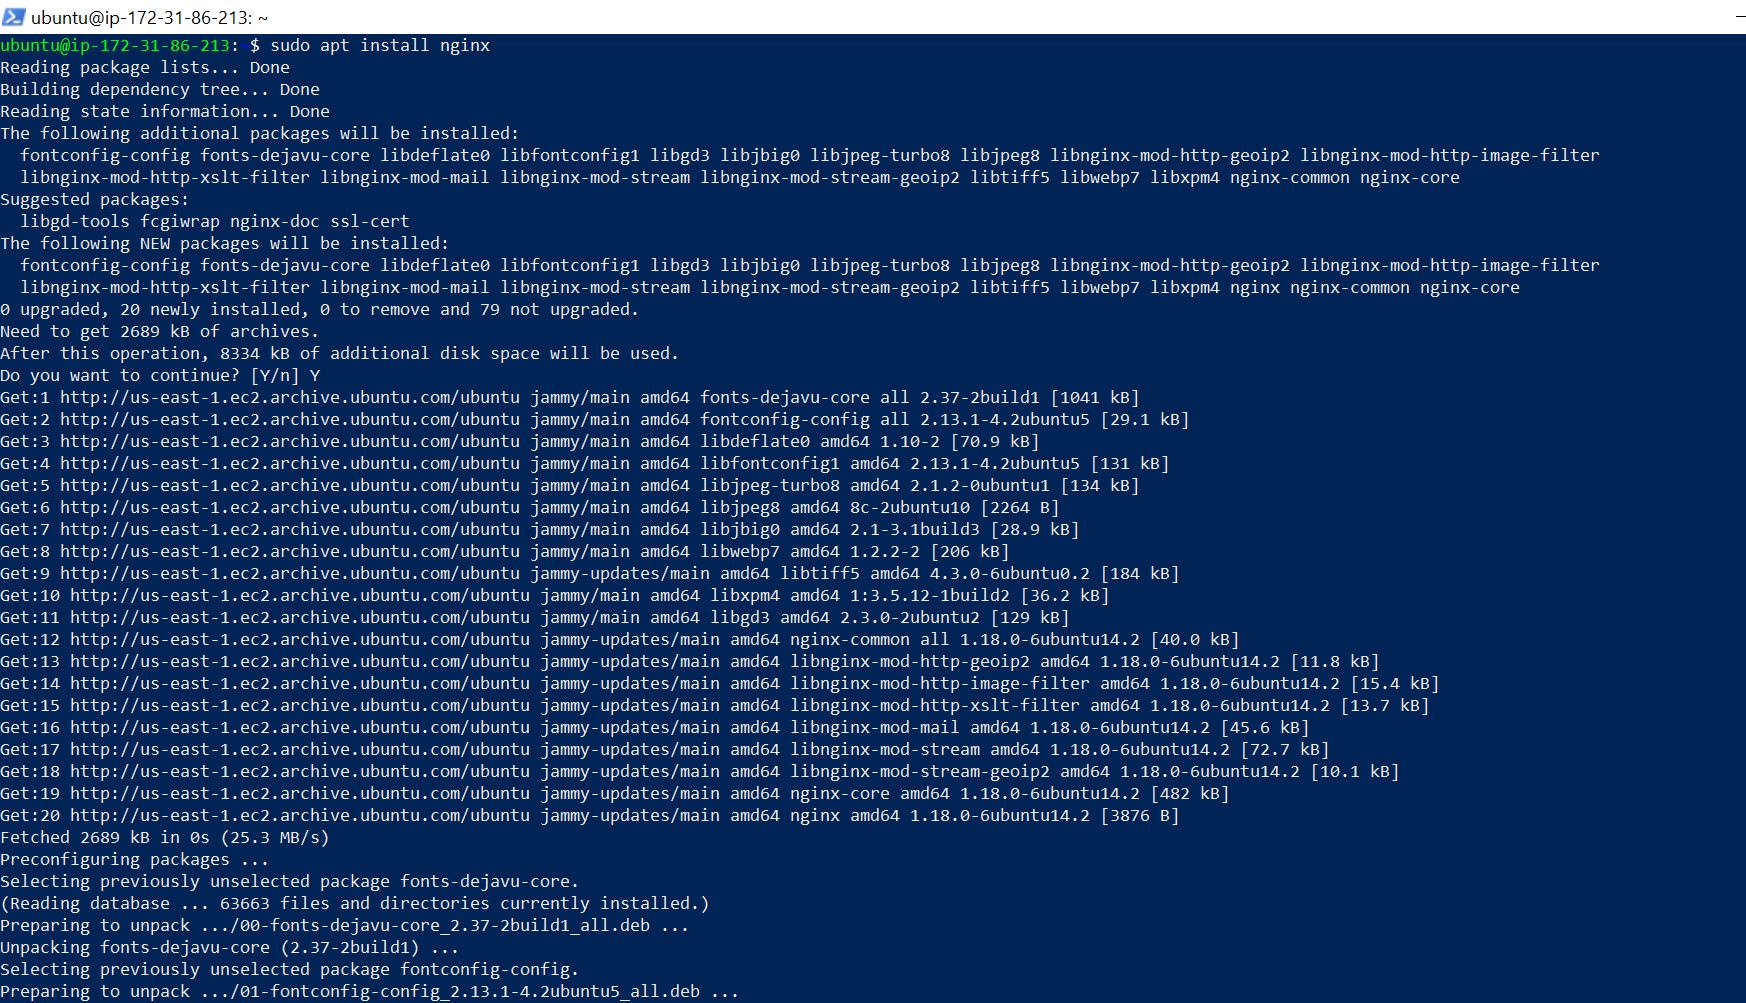 ubuntu@ip-172-31-86-213: ~
ubuntu@ip-172-31-86-213:~$ sudo apt install nginx
Reading package lists... Done
Building dependency tree... Done
Reading state information... Done
The following additional packages will be installed:
  fontconfig-config fonts-dejavu-core libdeflate0 libfontconfig1 libgd3 libjbig0 libjpeg-turbo8 libjpeg8 libnginx-mod-http-geoip2 libnginx-mod-http-image-filter
  libnginx-mod-http-xslt-filter libnginx-mod-mail libnginx-mod-stream libnginx-mod-stream-geoip2 libtiff5 libwebp7 libxpm4 nginx-common nginx-core
Suggested packages:
  libgd-tools fcgiwrap nginx-doc ssl-cert
The following NEW packages will be installed:
  fontconfig-config fonts-dejavu-core libdeflate0 libfontconfig1 libgd3 libjbig0 libjpeg-turbo8 libjpeg8 libnginx-mod-http-geoip2 libnginx-mod-http-image-filter
  libnginx-mod-http-xslt-filter libnginx-mod-mail libnginx-mod-stream libnginx-mod-stream-geoip2 libtiff5 libwebp7 libxpm4 nginx nginx-common nginx-core
0 upgraded, 20 newly installed, 0 to remove and 79 not upgraded.
Need to get 2689 kB of archives.
After this operation, 8334 kB of additional disk space will be used.
Do you want to continue? [Y/n] Y
Get:1 http://us-east-1.ec2.archive.ubuntu.com/ubuntu jammy/main amd64 fonts-dejavu-core all 2.37-2build1 [1041 kB]
Get:2 http://us-east-1.ec2.archive.ubuntu.com/ubuntu jammy/main amd64 fontconfig-config all 2.13.1-4.2ubuntu5 [29.1 kB]
Get:3 http://us-east-1.ec2.archive.ubuntu.com/ubuntu jammy/main amd64 libdeflate0 amd64 1.10-2 [70.9 kB]
Get:4 http://us-east-1.ec2.archive.ubuntu.com/ubuntu jammy/main amd64 libfontconfig1 amd64 2.13.1-4.2ubuntu5 [131 kB]
Get:5 http://us-east-1.ec2.archive.ubuntu.com/ubuntu jammy/main amd64 libjpeg-turbo8 amd64 2.1.2-0ubuntu1 [134 kB]
Get:6 http://us-east-1.ec2.archive.ubuntu.com/ubuntu jammy/main amd64 libjpeg8 amd64 8c-2ubuntu10 [2264 B]
Get:7 http://us-east-1.ec2.archive.ubuntu.com/ubuntu jammy/main amd64 libjbig0 amd64 2.1-3.1build3 [28.9 kB]
Get:8 http://us-east-1.ec2.archive.ubuntu.com/ubuntu jammy/main amd64 libwebp7 amd64 1.2.2-2 [206 kB]
Get:9 http://us-east-1.ec2.archive.ubuntu.com/ubuntu jammy-updates/main amd64 libtiff5 amd64 4.3.0-6ubuntu0.2 [184 kB]
Get:10 http://us-east-1.ec2.archive.ubuntu.com/ubuntu jammy/main amd64 libxpm4 amd64 1:3.5.12-1build2 [36.2 kB]
Get:11 http://us-east-1.ec2.archive.ubuntu.com/ubuntu jammy/main amd64 libgd3 amd64 2.3.0-2ubuntu2 [129 kB]
Get:12 http://us-east-1.ec2.archive.ubuntu.com/ubuntu jammy-updates/main amd64 nginx-common all 1.18.0-6ubuntu14.2 [40.0 kB]
Get:13 http://us-east-1.ec2.archive.ubuntu.com/ubuntu jammy-updates/main amd64 libnginx-mod-http-geoip2 amd64 1.18.0-6ubuntu14.2 [11.8 kB]
Get:14 http://us-east-1.ec2.archive.ubuntu.com/ubuntu jammy-updates/main amd64 libnginx-mod-http-image-filter amd64 1.18.0-6ubuntu14.2 [15.4 kB]
Get:15 http://us-east-1.ec2.archive.ubuntu.com/ubuntu jammy-updates/main amd64 libnginx-mod-http-xslt-filter amd64 1.18.0-6ubuntu14.2 [13.7 kB]
Get:16 http://us-east-1.ec2.archive.ubuntu.com/ubuntu jammy-updates/main amd64 libnginx-mod-mail amd64 1.18.0-6ubuntu14.2 [45.6 kB]
Get:17 http://us-east-1.ec2.archive.ubuntu.com/ubuntu jammy-updates/main amd64 libnginx-mod-stream amd64 1.18.0-6ubuntu14.2 [72.7 kB]
Get:18 http://us-east-1.ec2.archive.ubuntu.com/ubuntu jammy-updates/main amd64 libnginx-mod-stream-geoip2 amd64 1.18.0-6ubuntu14.2 [10.1 kB]
Get:19 http://us-east-1.ec2.archive.ubuntu.com/ubuntu jammy-updates/main amd64 nginx-core amd64 1.18.0-6ubuntu14.2 [482 kB]
Get:20 http://us-east-1.ec2.archive.ubuntu.com/ubuntu jammy-updates/main amd64 nginx amd64 1.18.0-6ubuntu14.2 [3876 B]
Fetched 2689 kB in 0s (25.3 MB/s)
Preconfiguring packages ...
Selecting previously unselected package fonts-dejavu-core.
(Reading database ... 63663 files and directories currently installed.)
Preparing to unpack .../00-fonts-dejavu-core_2.37-2build1_all.deb ...
Unpacking fonts-dejavu-core (2.37-2build1) ...
Selecting previously unselected package fontconfig-config.
Preparing to unpack .../01-fontconfig-config_2.13.1-4.2ubuntu5_all.deb ...